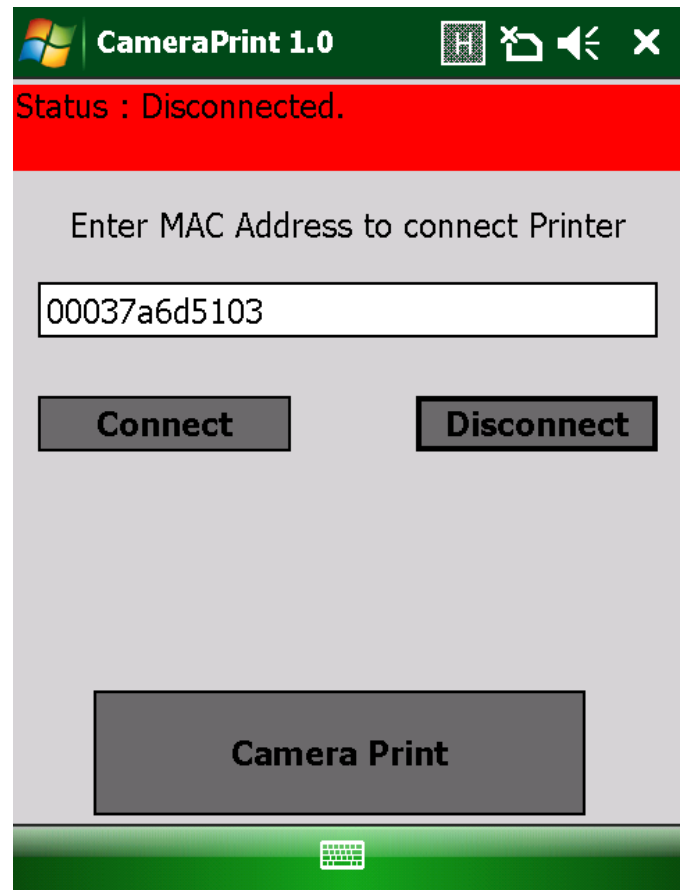 CameraPrint 1.0
H
Status : Disconnected.
Enter MAC Address to connect Printer
00037a6d5103
Connect Disconnect
Camera Print